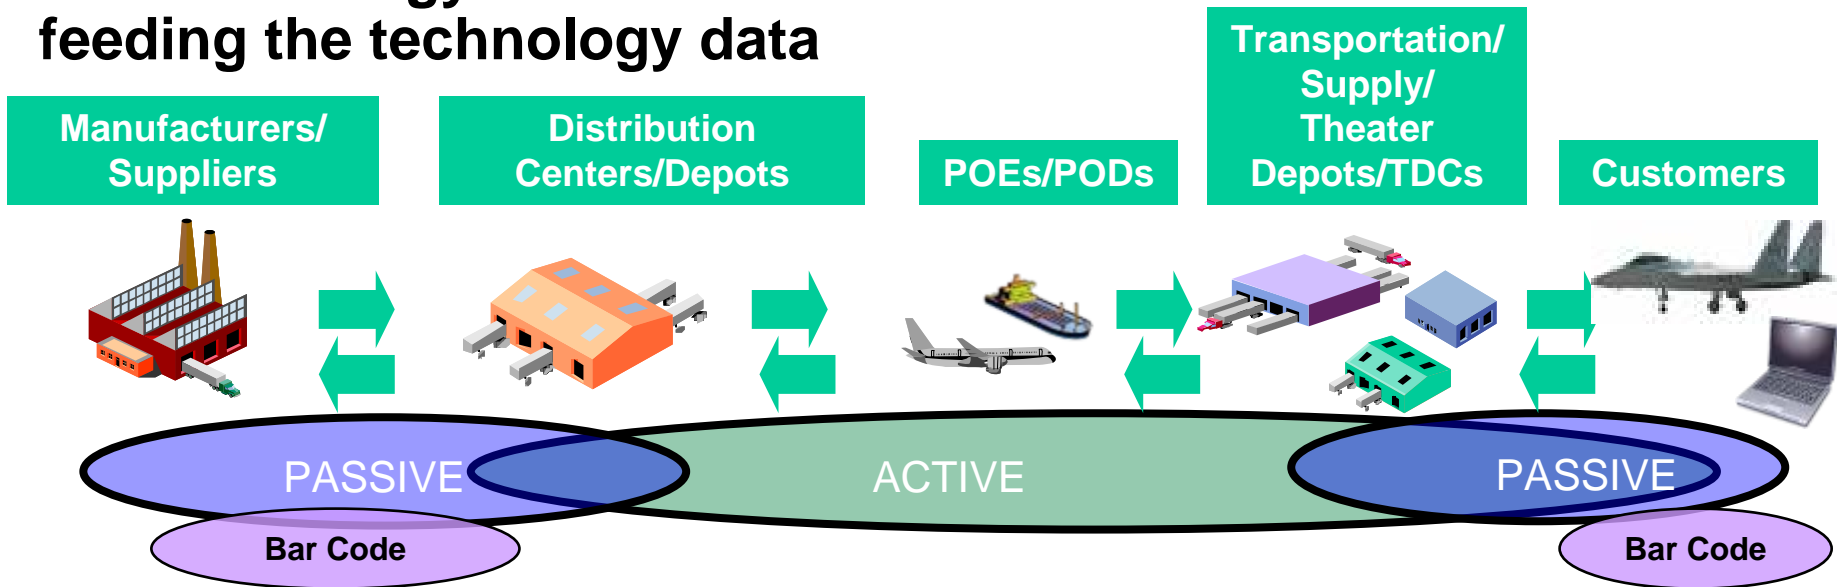 feeding the technology data
Manufacturers/
Suppliers
Distribution
Centers/Depots
POEs/PODs
Transportation/
Supply/
Theater
Depots/TDCs
Customers
PASSIVE
ACTIVE
PASSIVE
Bar Code
Bar Code